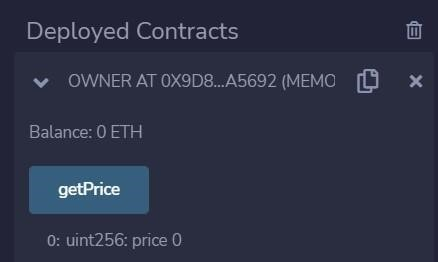 Deployed Contracts
OWNER AT 0X9D8...A5692 (MEMO
Balance: 0 ETH
getPrice
0: uint256: price 0